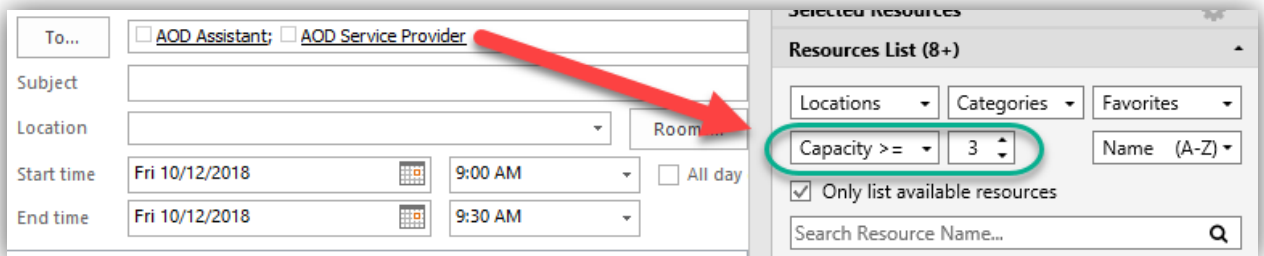 To...
AOD Assistant; AOD Service Provider
Subject
Location
Start time
Fri 10/12/2018
9:00 AM
All day
End time
Fri 10/12/2018
9:30 AM
Selected Resources
Resources List (8+)
Locations
Categories
Favorites
Capacity >=
3
Name (A-Z)
Only list available resources
Search Resource Name...